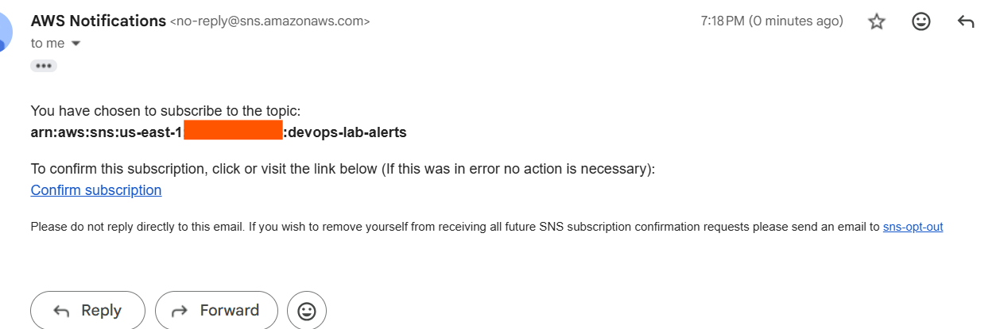 AWS Notifications <no-reply@sns.amazonaws.com> 7:18 PM (0 minutes ago)
to me
You have chosen to subscribe to the topic:
arn:aws:sns:us-east-1 :devops-lab-alerts
To confirm this subscription, click or visit the link below (If this was in error no action is necessary):
Confirm subscription
Please do not reply directly to this email. If you wish to remove yourself from receiving all future SNS subscription confirmation requests please send an email to sns-opt-out
Reply Forward